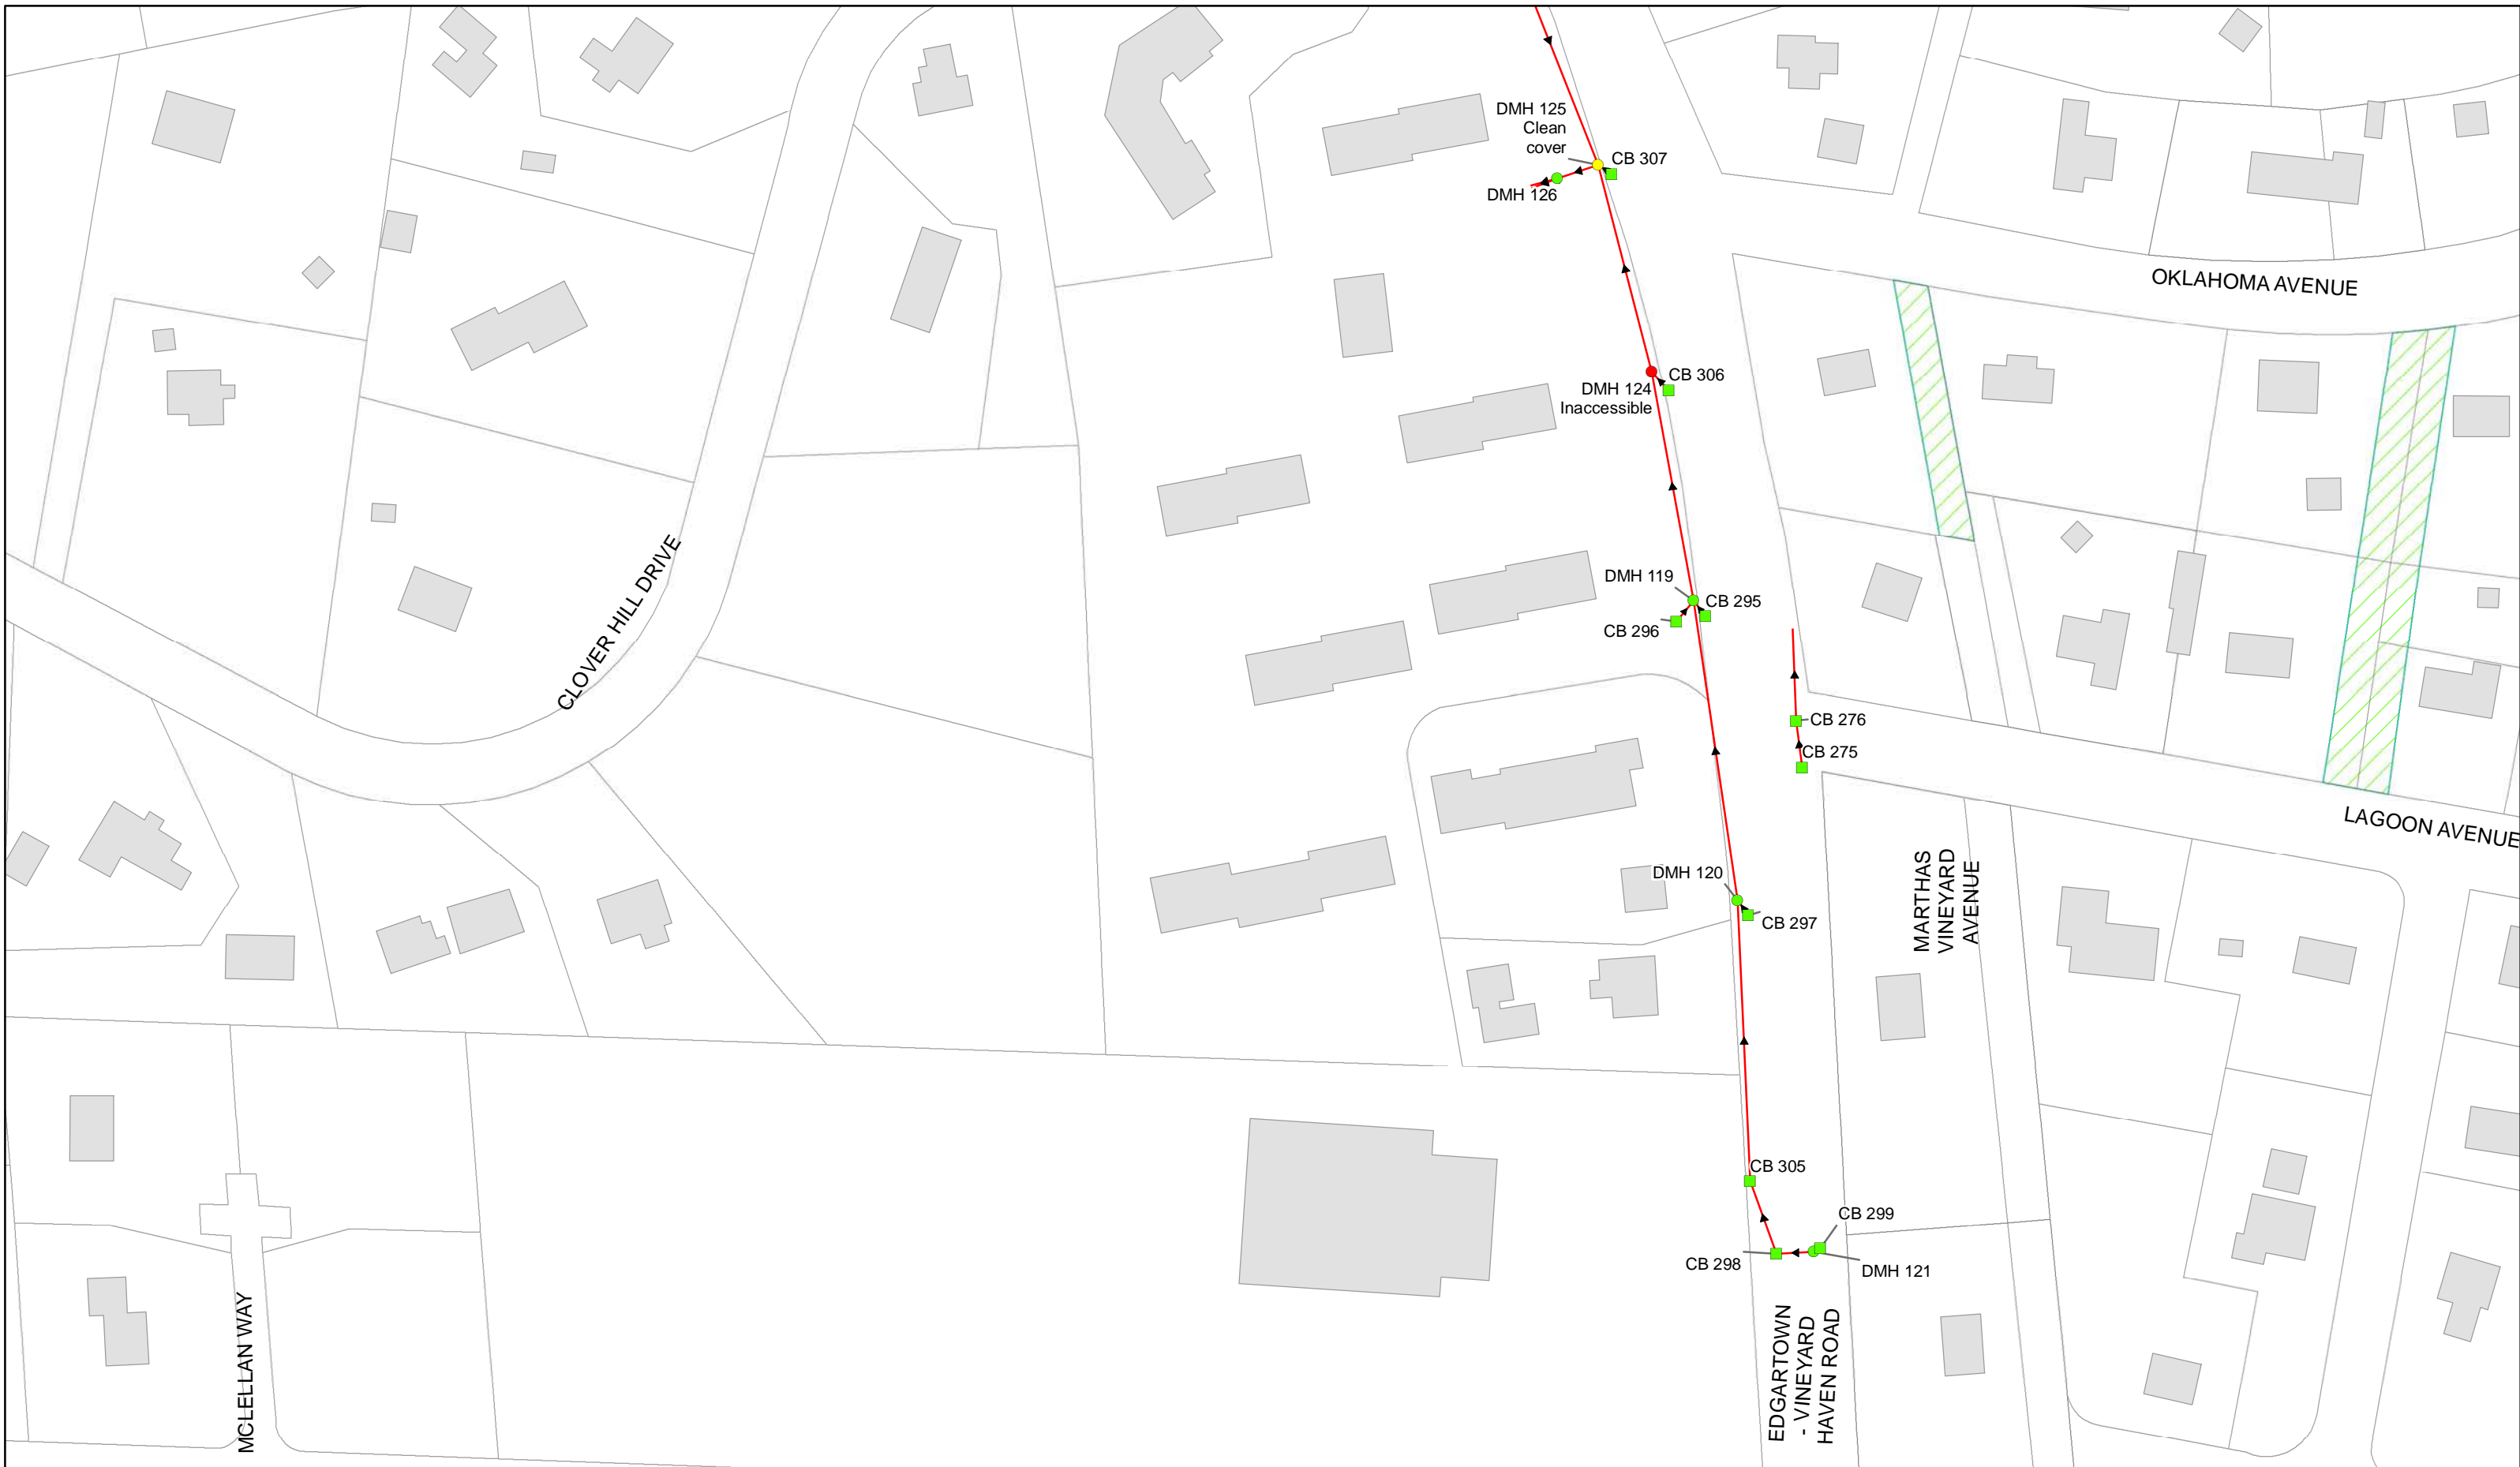 DMH 125
Clean
cover
CB 307
DMH 126
OKLAHOMA AVENUE
CB 306
DMH 124
Inaccessible
DMH 119
CB 295
CB 296
CLOVER HILL DRIVE
CB 276
CB 275
LAGOON AVENUE
DMH 120
CB 297
MARTHAS
VINEYARD
AVENUE
CB 305
CB 299
CB 298
DMH 121
EDGARTOWN
- VINEYARD
HAVEN ROAD
MCLELLAN WAY